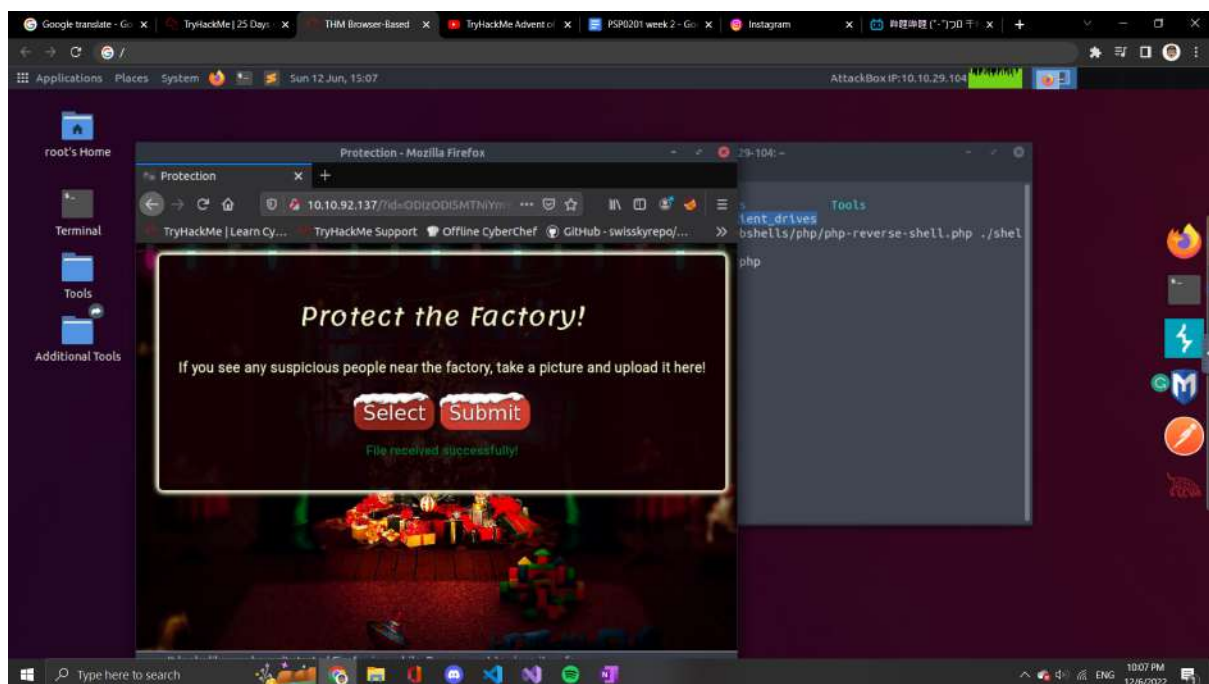 Google translate - Go
TryHackMe | 25 Days
THM Browser-Based
TryHackMe Advent of
PSP0201 week 2 - Go
Instagram
/
Applications Places System
Sun 12 Jun, 15:07
AttackBox IP:10.10.29.104
root's Home
Terminal
Tools
Additional Tools
Protection - Mozilla Firefox
29-104: ~
Protection
10.10.92.137/?id=ODIzODI5MTNiYm
TryHackMe | Learn Cy...
TryHackMe Support
Offline CyberChef
GitHub - swisskyrepo/...
s Tools
ient_drives
bshells/php/php-reverse-shell.php ./shel
php
Protect the Factory!
If you see any suspicious people near the factory, take a picture and upload it here!
Select Submit
File received successfully!
Type here to search
ENG
10:07 PM
12/6/2022